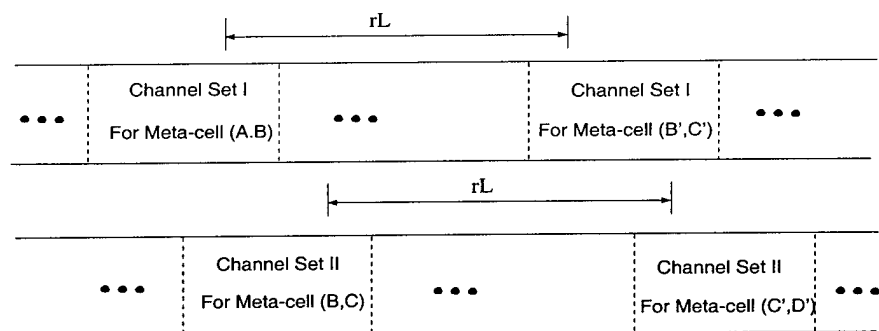 rL
Channel Set I
For Meta-cell (A.B)
Channel Set I
For Meta-cell (B',C')
rL
Channel Set II
For Meta-cell (B,C)
Channel Set II
For Meta-cell (C',D')